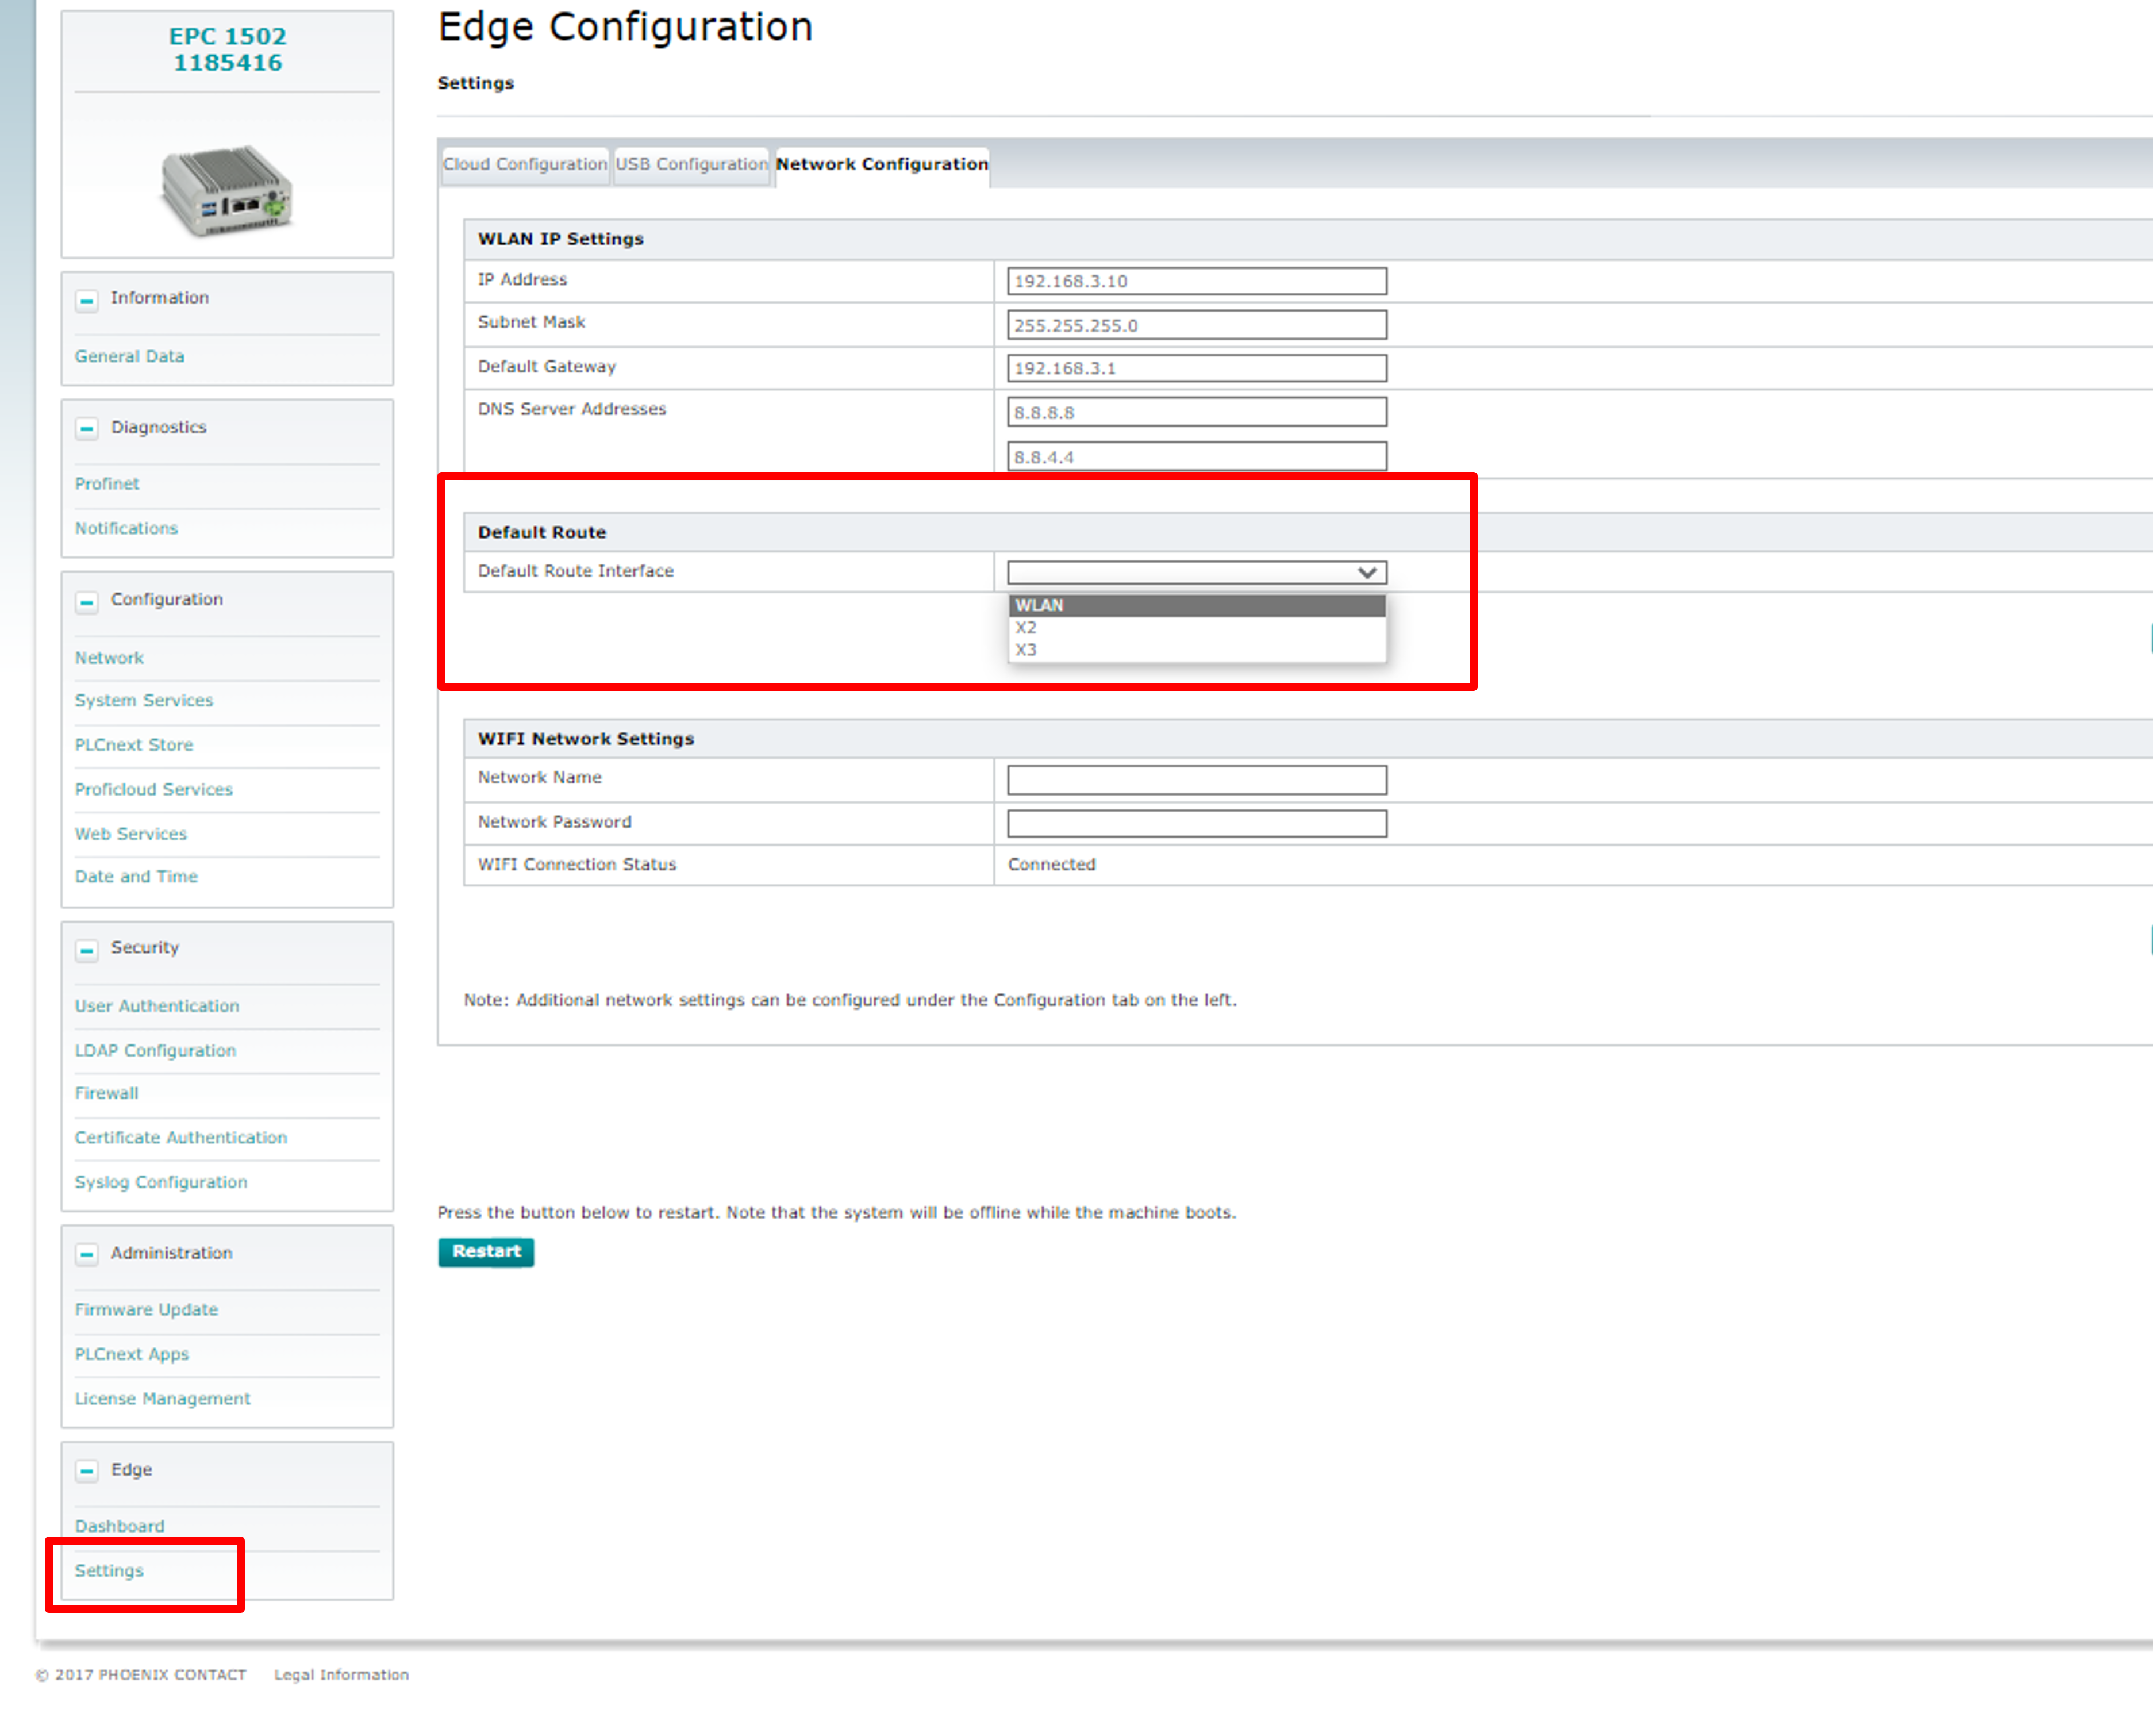 EPC 1502
1185416
Information
General Data
Diagnostics
Profinet
Notifications
Configuration
Network
System Services
PLCnext Store
Proficloud Services
Web Services
Date and Time
Security
User Authentication
LDAP Configuration
Firewall
Certificate Authentication
Syslog Configuration
Administration
Firmware Update
PLCnext Apps
License Management
Edge
Dashboard
Settings
Edge Configuration
Settings
Cloud Configuration USB Configuration Network Configuration
WLAN IP Settings
IP Address 192.168.3.10
Subnet Mask 255.255.255.0
Default Gateway 192.168.3.1
DNS Server Addresses 8.8.8.8
8.8.4.4
Default Route
Default Route Interface
WLAN
X2
X3
WIFI Network Settings
Network Name
Network Password
WIFI Connection Status Connected
Note: Additional network settings can be configured under the Configuration tab on the left.
Press the button below to restart. Note that the system will be offline while the machine boots.
Restart
© 2017 PHOENIX CONTACT Legal Information